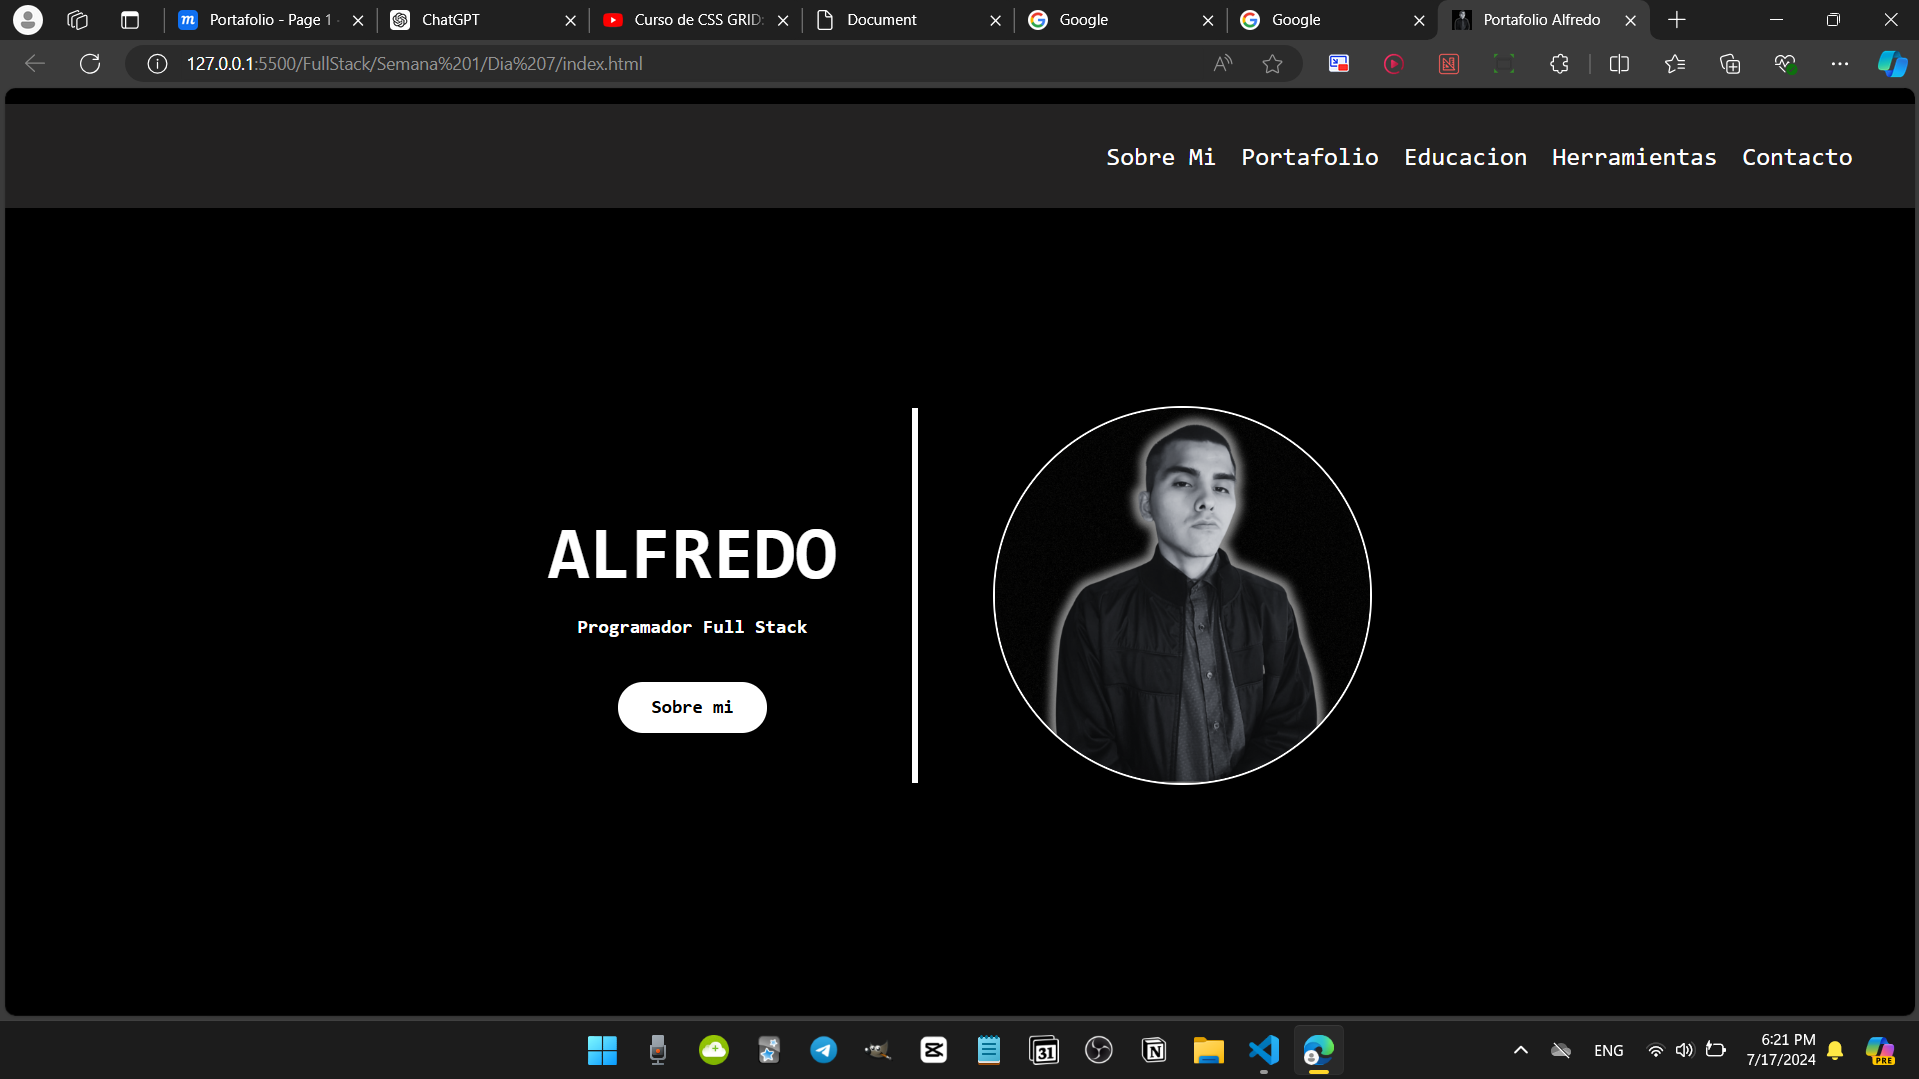 Portafolio - Page 1
ChatGPT
Curso de CSS GRID:
Document
Google
Google
Portafolio Alfredo
127.0.0.1:5500/FullStack/Semana%201/Dia%207/index.html
Sobre Mi Portafolio Educacion Herramientas Contacto
ALFREDO
Programador Full Stack
Sobre mi
31
ENG
6:21 PM
7/17/2024
PRE